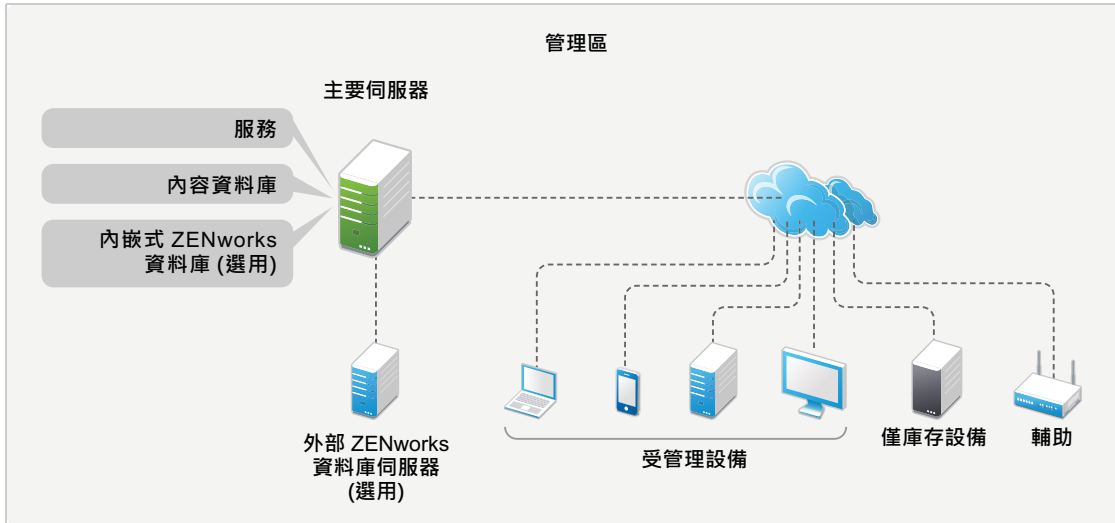 管理區
主要伺服器
服務
內容資料庫
內嵌式 ZENworks
資料庫 (選用)
外部 ZENworks
資料庫伺服器
(選用)
受管理設備
僅庫存設備
輔助